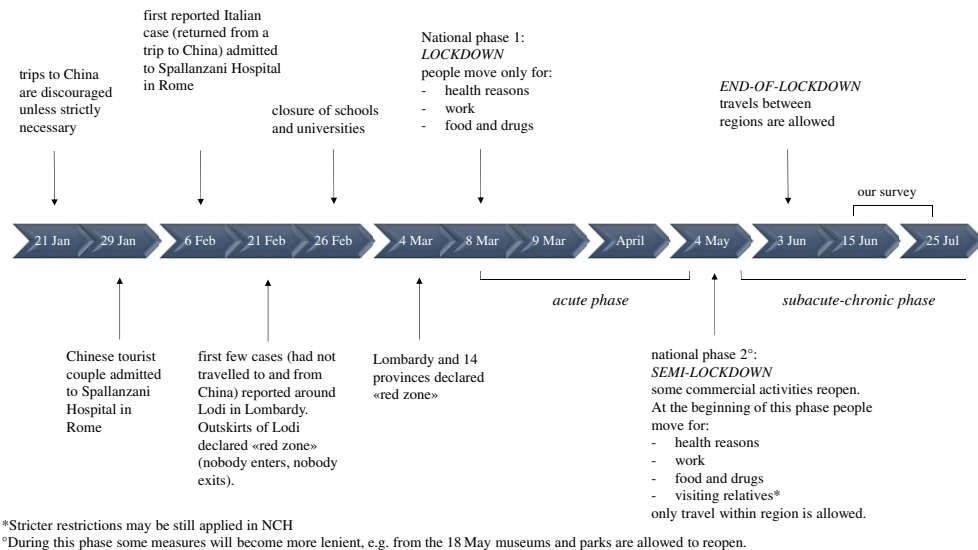 first reported Italian
case (returned from a
trip to China) admitted
to Spallanzani Hospital
in Rome
trips to China
are discouraged
unless strictly
necessary
closure of schools
and universities
National phase 1:
LOCKDOWN
people move only for:
- health reasons
- work
- food and drugs
END-OF-LOCKDOWN
travels between
regions are allowed
our survey
21 Jan
29 Jan
6 Feb
21 Feb
26 Feb
4 Mar
8 Mar
9 Mar
April
4 May
3 Jun
15 Jun
25 Jul
acute phase
subacute-chronic phase
Chinese tourist
couple admitted
to Spallanzani
Hospital in
Rome
first few cases (had not
travelled to and from
China) reported around
Lodi in Lombardy.
Outskirts of Lodi
declared «red zone»
(nobody enters, nobody
exits).
Lombardy and 14
provinces declared
«red zone»
national phase 2°:
SEMI-LOCKDOWN
some commercial activities reopen.
At the beginning of this phase people
move for:
- health reasons
- work
- food and drugs
- visiting relatives*
only travel within region is allowed.
*Stricter restrictions may be still applied in NCH
°During this phase some measures will become more lenient, e.g. from the 18 May museums and parks are allowed to reopen.